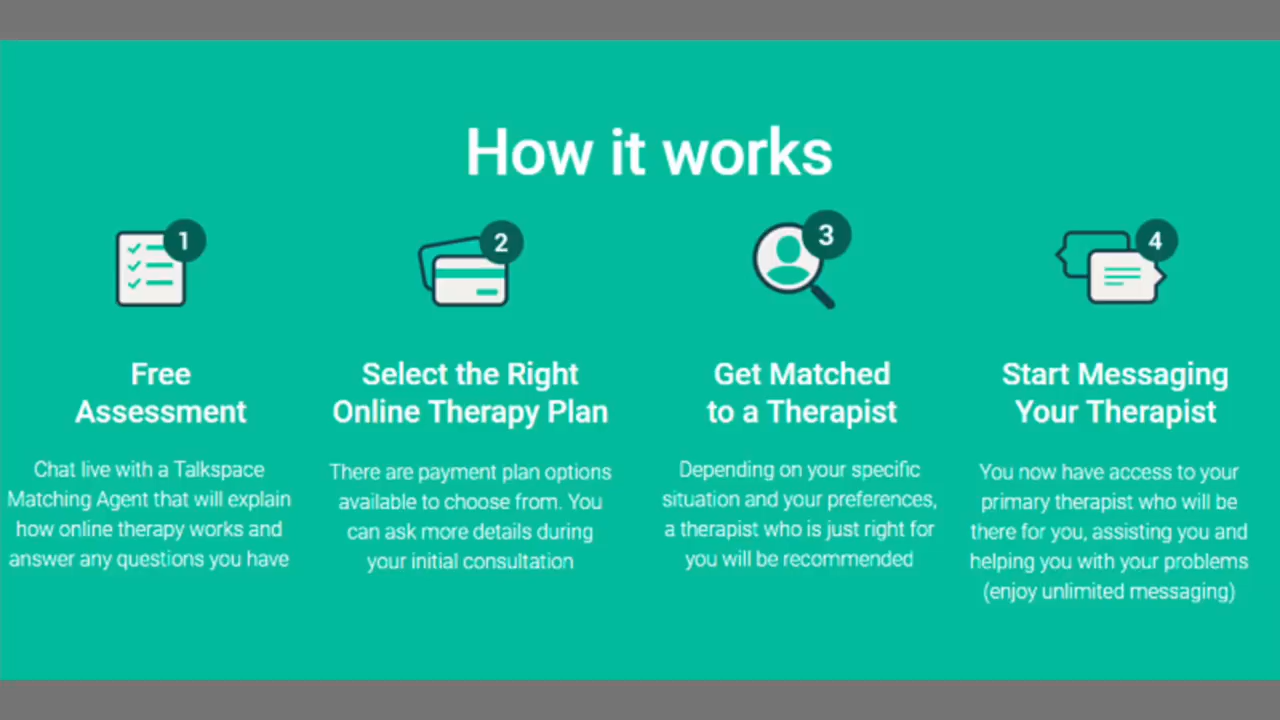 How it works
1
Free
Assessment
Chat live with a Talkspace
Matching Agent that will explain
how online therapy works and
answer any questions you have
2
Select the Right
Online Therapy Plan
There are payment plan options
available to choose from. You
can ask more details during
your initial consultation
3
Get Matched
to a Therapist
Depending on your specific
situation and your preferences,
a therapist who is just right for
you will be recommended
4
Start Messaging
Your Therapist
You now have access to your
primary therapist who will be
there for you, assisting you and
helping you with your problems
(enjoy unlimited messaging)